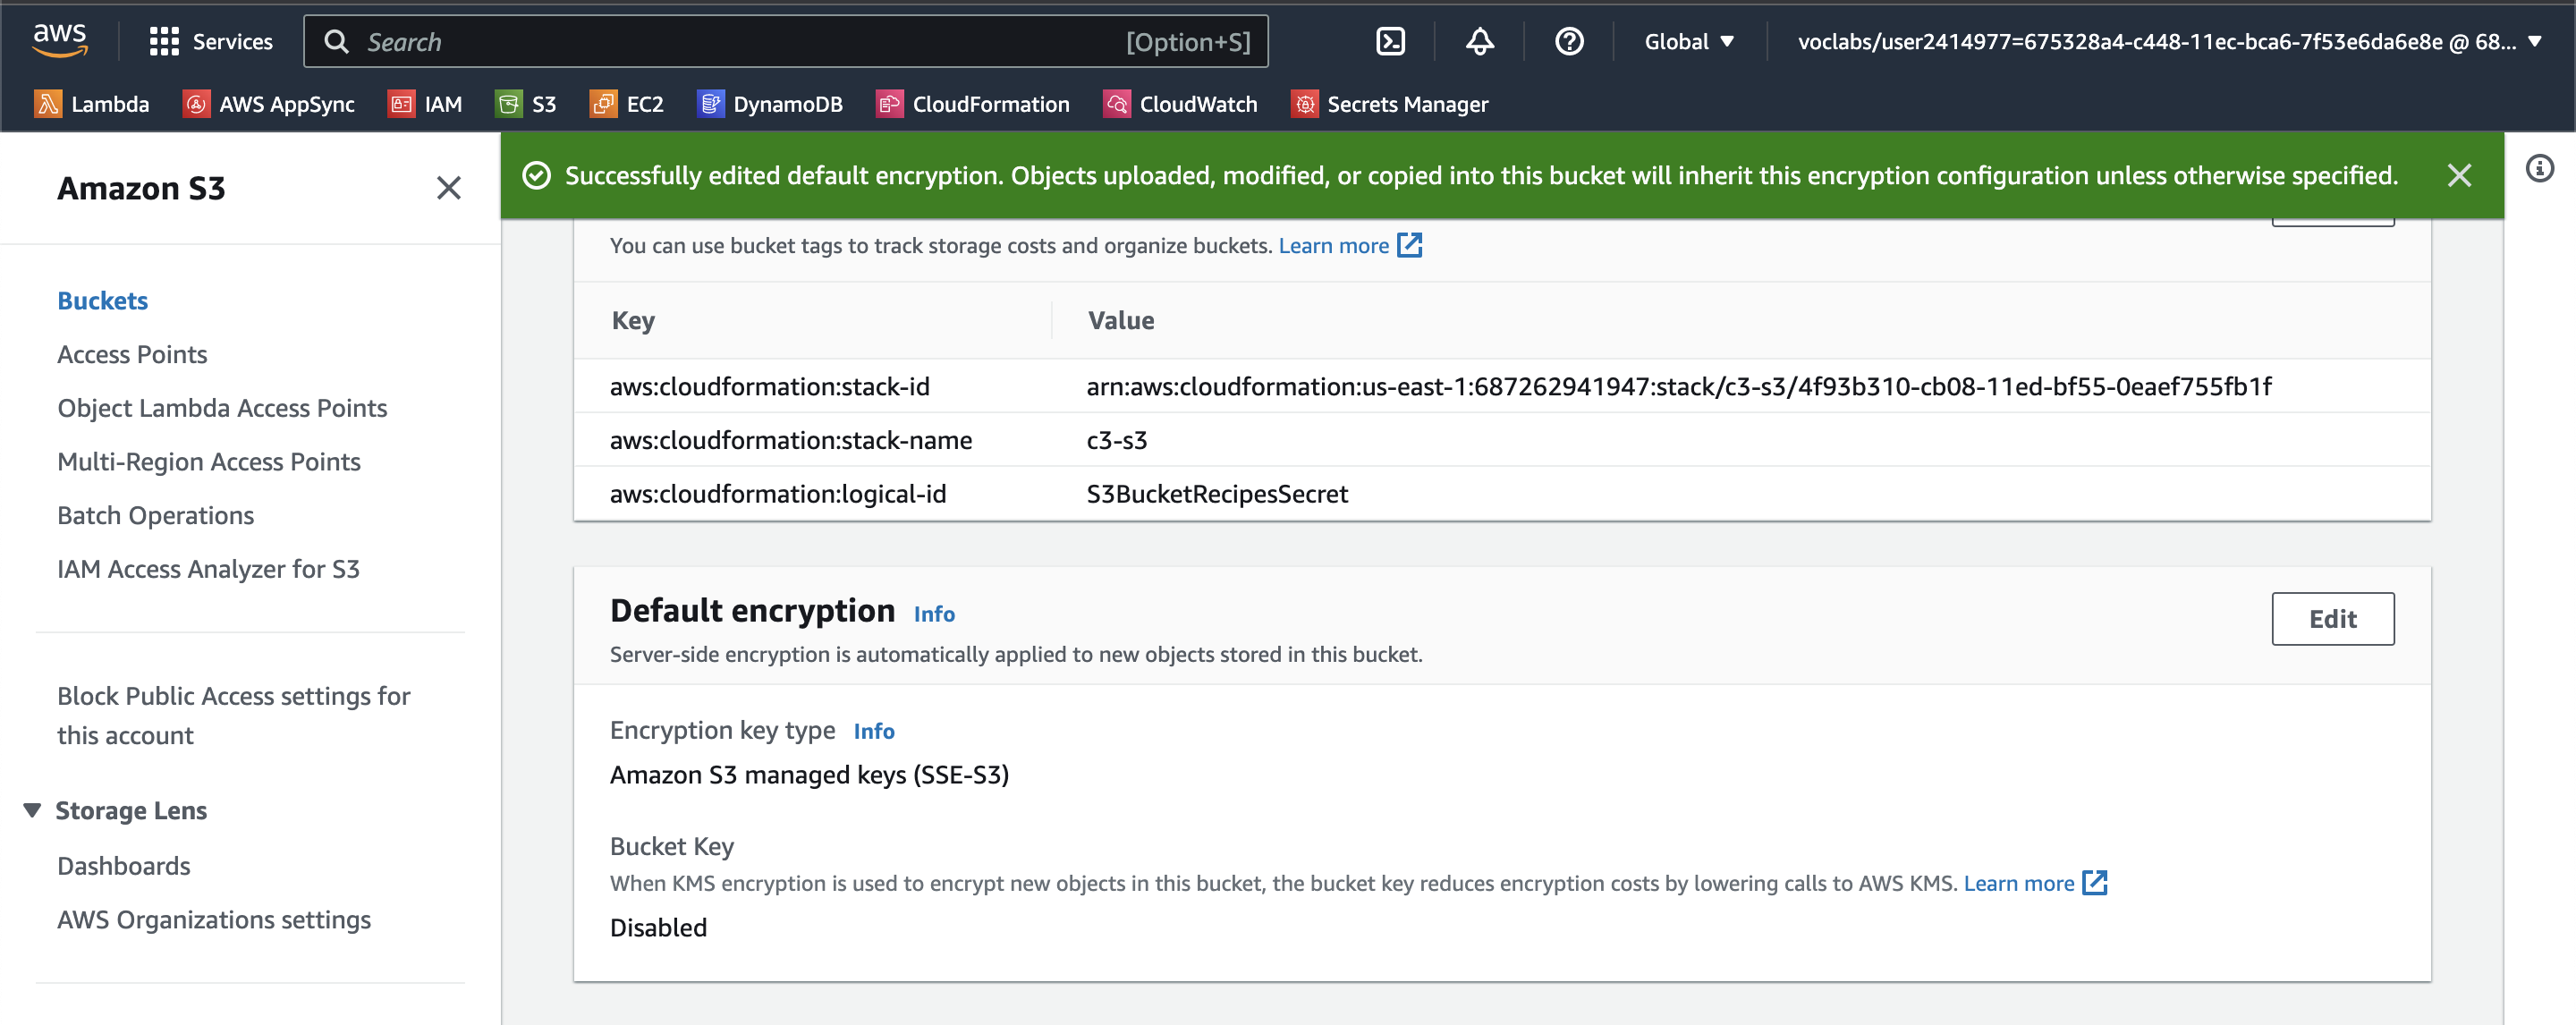 aws
Services
Search
[Option+S]
Global
voclabs/user2414977=675328a4-c448-11ec-bca6-7f53e6da6e8e @ 68...
Lambda
AWS AppSync
IAM
S3
EC2
DynamoDB
CloudFormation
CloudWatch
Secrets Manager
Amazon S3
Buckets
Access Points
Object Lambda Access Points
Multi-Region Access Points
Batch Operations
IAM Access Analyzer for S3
Block Public Access settings for
this account
Storage Lens
Dashboards
AWS Organizations settings
Successfully edited default encryption. Objects uploaded, modified, or copied into this bucket will inherit this encryption configuration unless otherwise specified.
You can use bucket tags to track storage costs and organize buckets. Learn more
Key Value
aws:cloudformation:stack-id arn:aws:cloudformation:us-east-1:687262941947:stack/c3-s3/4f93b310-cb08-11ed-bf55-0eaef755fb1f
aws:cloudformation:stack-name c3-s3
aws:cloudformation:logical-id S3BucketRecipesSecret
Default encryption Info
Edit
Server-side encryption is automatically applied to new objects stored in this bucket.
Encryption key type Info
Amazon S3 managed keys (SSE-S3)
Bucket Key
When KMS encryption is used to encrypt new objects in this bucket, the bucket key reduces encryption costs by lowering calls to AWS KMS. Learn more
Disabled